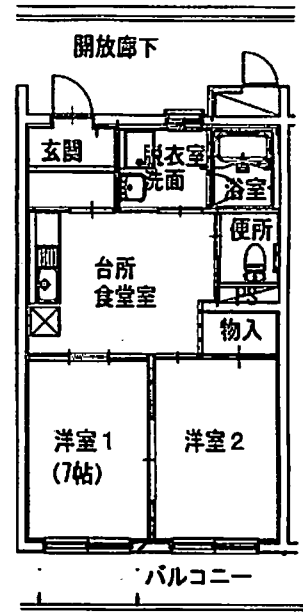 開放廊下
玄関
脱衣室
洗面
浴室
便所
台所
食堂室
PS
物入
洋室1
(7帖)
洋室2
バルコニー